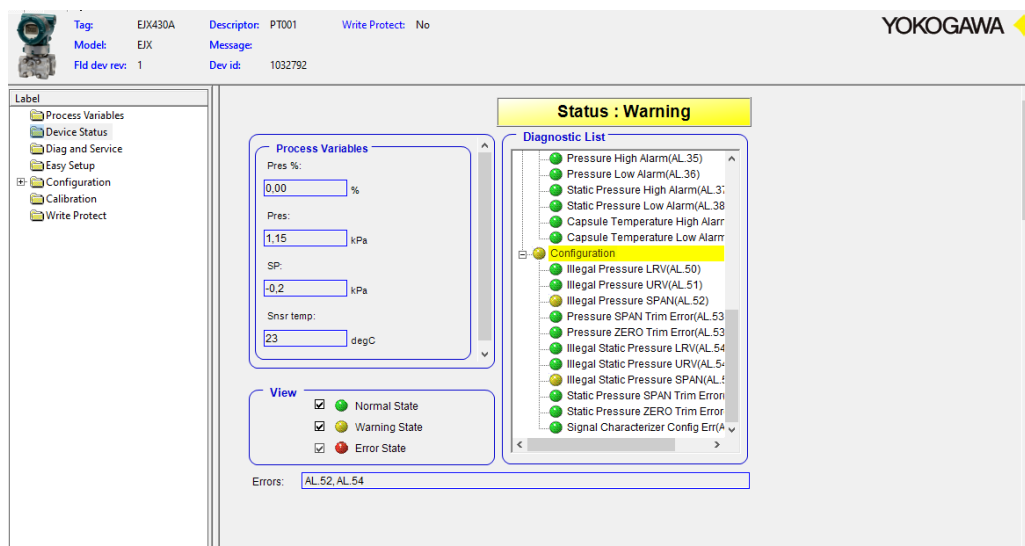 Tag: EJX430A Descriptor: PT001 Write Protect: No
YOKOGAWA
Model: EJX Message:
Fld dev rev: 1 Dev id: 1032792
Label
Process Variables
Device Status
Diag and Service
Easy Setup
Configuration
Calibration
Write Protect
Status : Warning
Process Variables
Pres %:
0,00 %
Pres:
1,15 kPa
SP:
-0,2 kPa
Snsr temp:
23 degC
Diagnostic List
Pressure High Alarm(AL.35)
Pressure Low Alarm(AL.36)
Static Pressure High Alarm(AL.37
Static Pressure Low Alarm(AL.38
Capsule Temperature High Alarm
Capsule Temperature Low Alarm
Configuration
Illegal Pressure LRV(AL.50)
Illegal Pressure URV(AL.51)
Illegal Pressure SPAN(AL.52)
Pressure SPAN Trim Error(AL.53
Pressure ZERO Trim Error(AL.53
Illegal Static Pressure LRV(AL.54
Illegal Static Pressure URV(AL.54
Illegal Static Pressure SPAN(AL.5
Static Pressure SPAN Trim Error
Static Pressure ZERO Trim Error
Signal Characterizer Config Err(A
View
Normal State
Warning State
Error State
Errors: AL.52, AL.54